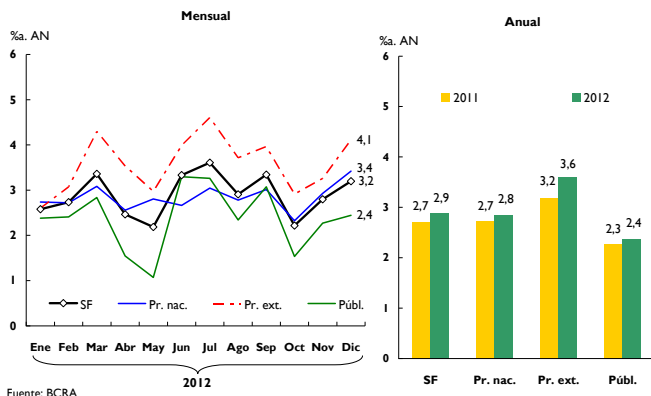 Mensual
%a. AN
6
5
4
3
2
1
0
4,1
3,4
3,2
2,4
SF
Pr. nac.
Pr. ext.
Públ.
Ene Feb Mar Abr May Jun Jul Ago Sep Oct Nov Dic
2012
Fuente: BCRA
Anual
%a. AN
6
5
4
3
2
1
0
2011
2012
2,7 2,9
2,7 2,8
3,2 3,6
2,3 2,4
SF Pr. nac. Pr. ext. Públ.